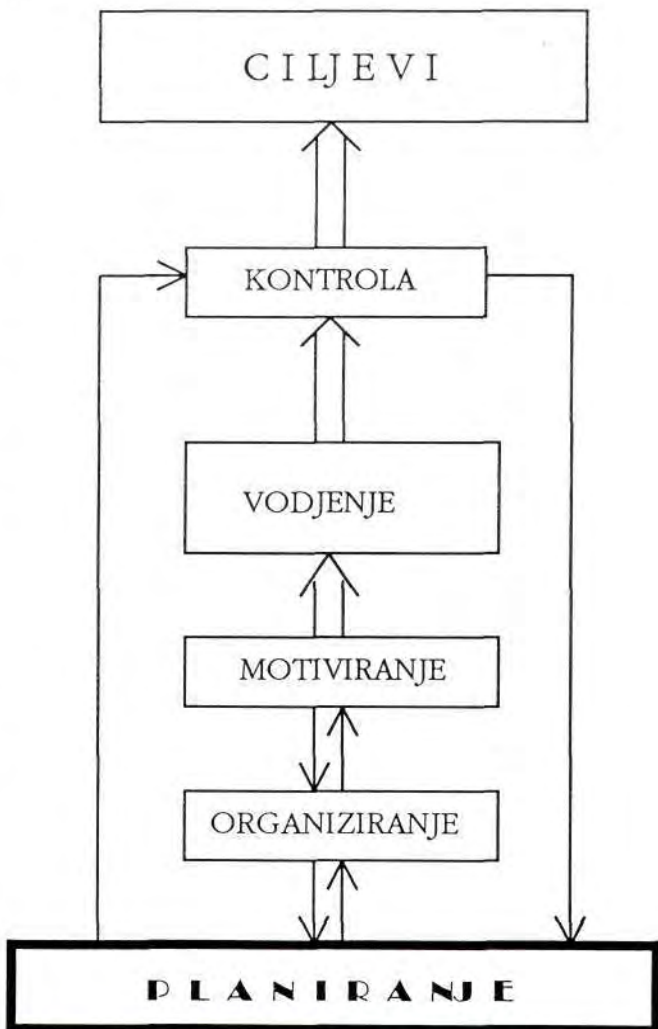 CILJEVI
KONTROLA
VODJENJE
MOTIVIRANJE
ORGANIZIRANJE
PLANIRANJE